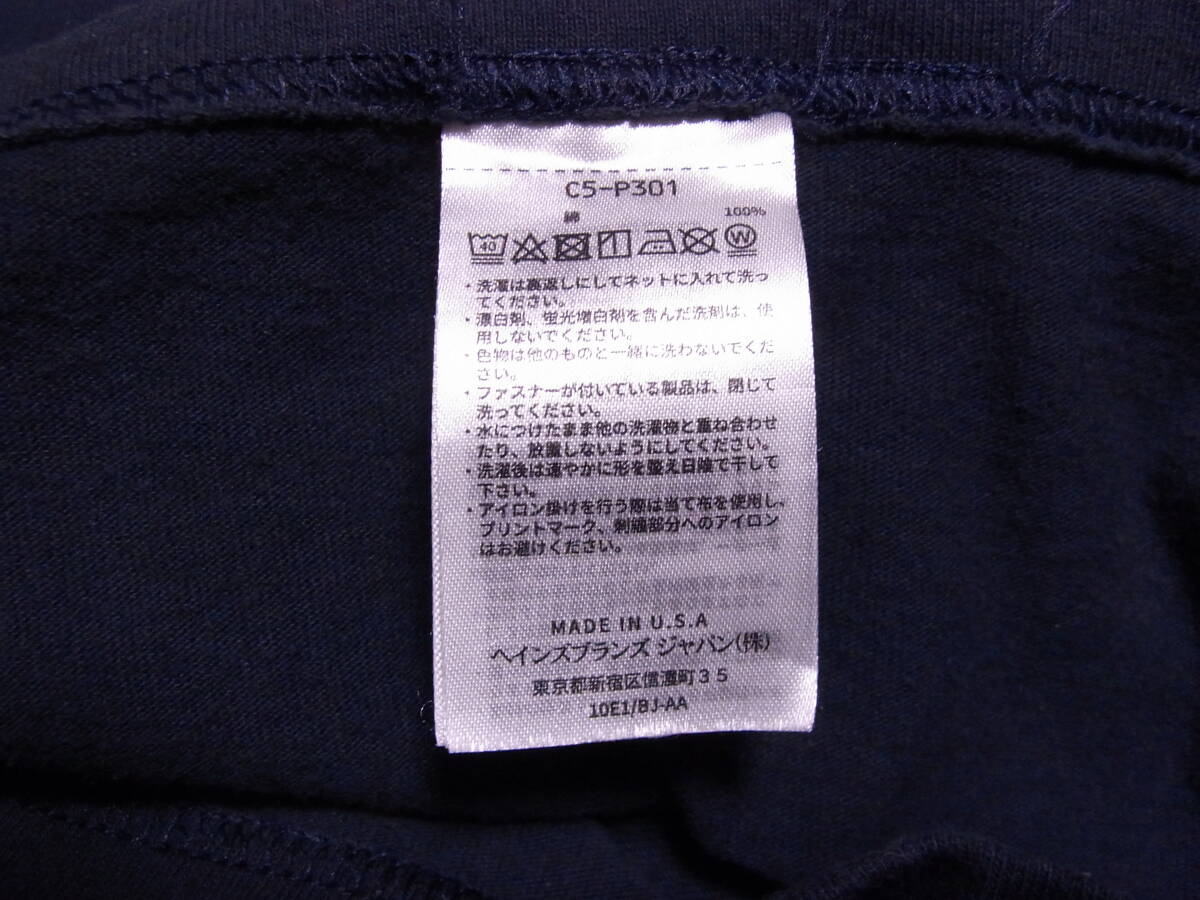 C5-P301
綿 100%
40 W
・洗濯は裏返しにしてネットに入れて洗っ
てください。
・漂白剤、蛍光増白剤を含んだ洗剤は、使
用しないでください。
・色物は他のものと一緒に洗わないでくだ
さい。
・ファスナーが付いている製品は、閉じて
洗ってください。
・水につけたまま他の洗濯物と重ね合わせ
たり、放置しないようにしてください。
・洗濯後は速やかに形を整え日陰で干して
下さい。
・アイロン掛けを行う際は当て布を使用し、
プリントマーク、刺繍部分へのアイロン
はお避けください。
MADE IN U.S.A
ヘインズブランズ ジャパン(株)
東京都新宿区信濃町35
10E1/BJ-AA